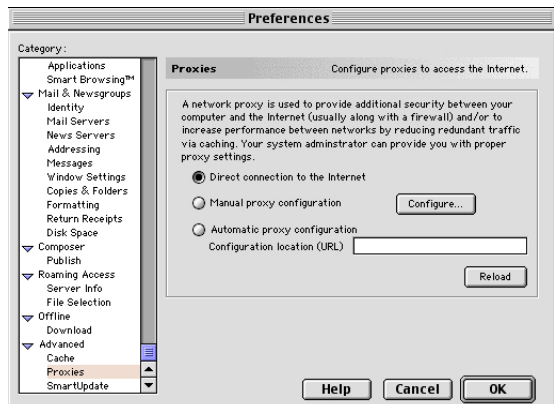 Preferences
Category:
Applications
Smart Browsing™
Mail & Newsgroups
Identity
Mail Servers
News Servers
Addressing
Messages
Window Settings
Copies & Folders
Formatting
Return Receipts
Disk Space
Composer
Publish
Roaming Access
Server Info
File Selection
Offline
Download
Advanced
Cache
Proxies
SmartUpdate
Proxies Configure proxies to access the Internet.
A network proxy is used to provide additional security between your
computer and the Internet (usually along with a firewall) and/or to
increase performance between networks by reducing redundant traffic
via caching. Your system adminstrator can provide you with proper
proxy settings.
Direct connection to the Internet
Manual proxy configuration Configure...
Automatic proxy configuration
Configuration location (URL)
Reload
Help Cancel OK